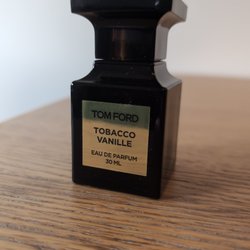 TOM FORD
TOBACCO
VANILLE
EAU DE PARFUM
30 ML